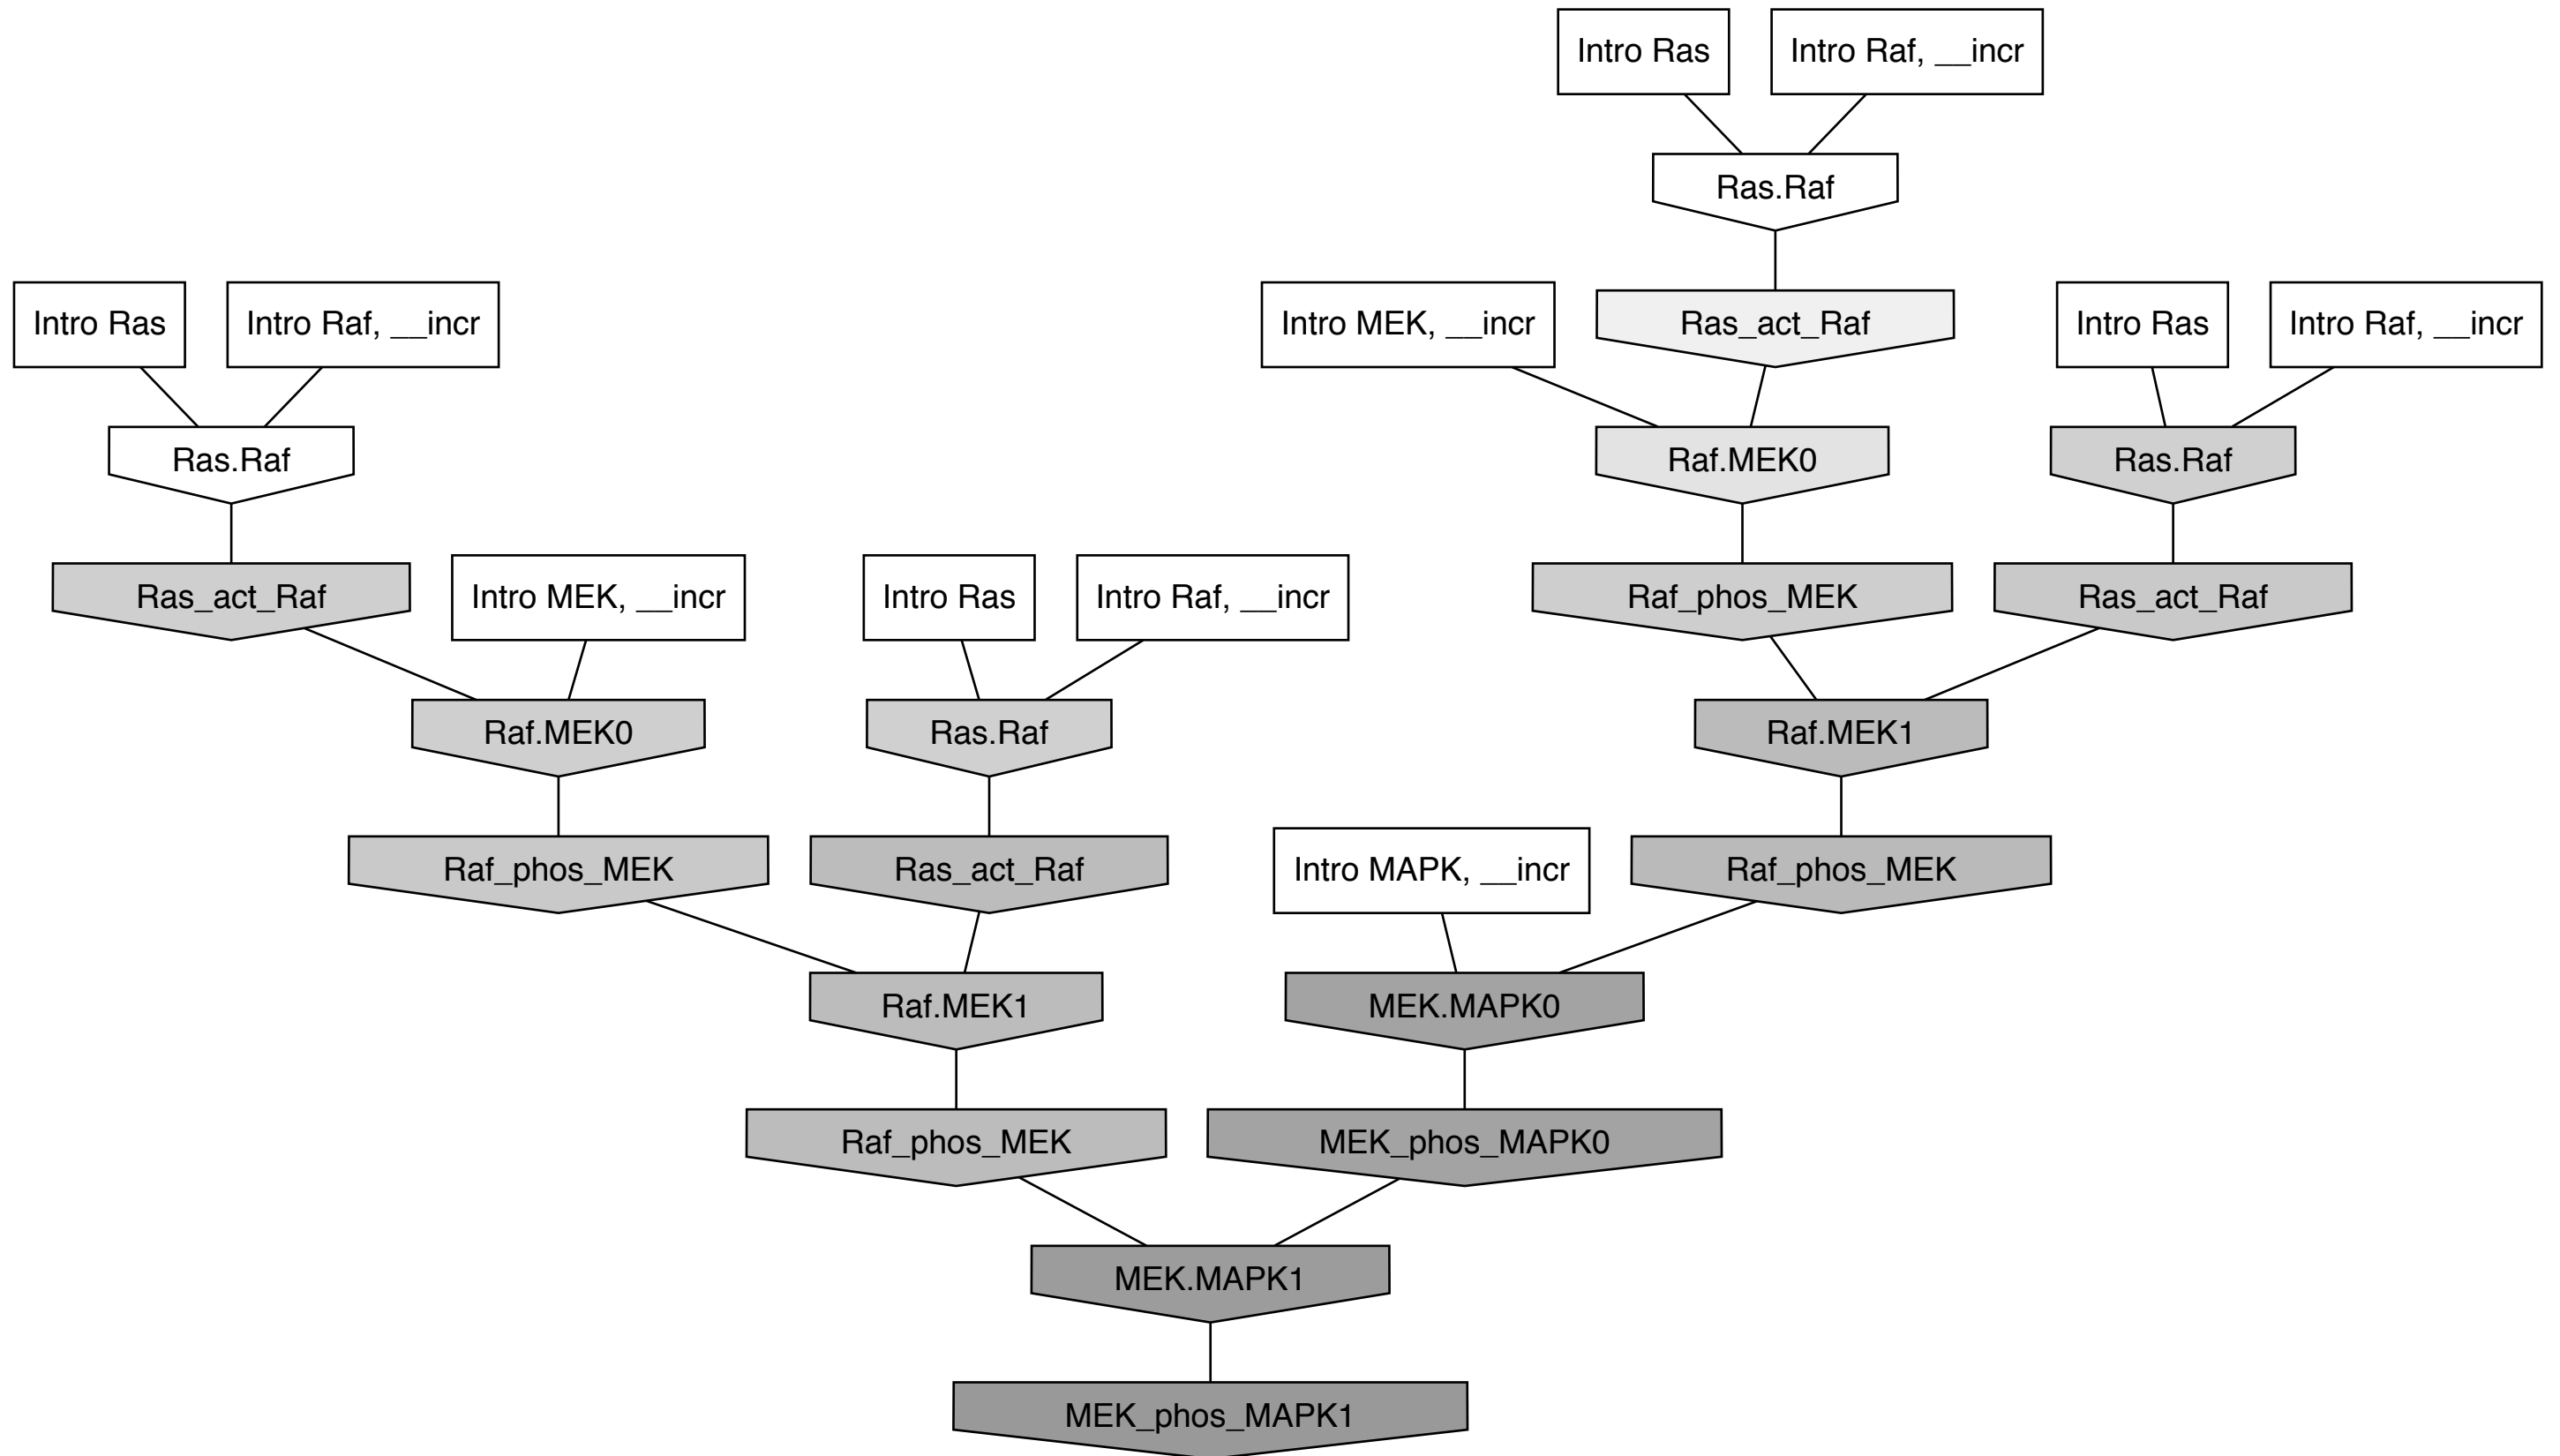 Intro Ras
Intro Raf, __incr
Ras.Raf
Intro Ras
Intro Raf, __incr
Intro MEK, __incr
Ras_act_Raf
Intro Ras
Intro Raf, __incr
Ras.Raf
Raf.MEK0
Ras.Raf
Ras_act_Raf
Intro MEK, __incr
Intro Ras
Intro Raf, __incr
Raf_phos_MEK
Ras_act_Raf
Raf.MEK0
Ras.Raf
Raf.MEK1
Raf_phos_MEK
Ras_act_Raf
Intro MAPK, __incr
Raf_phos_MEK
Raf.MEK1
MEK.MAPK0
Raf_phos_MEK
MEK_phos_MAPK0
MEK.MAPK1
MEK_phos_MAPK1